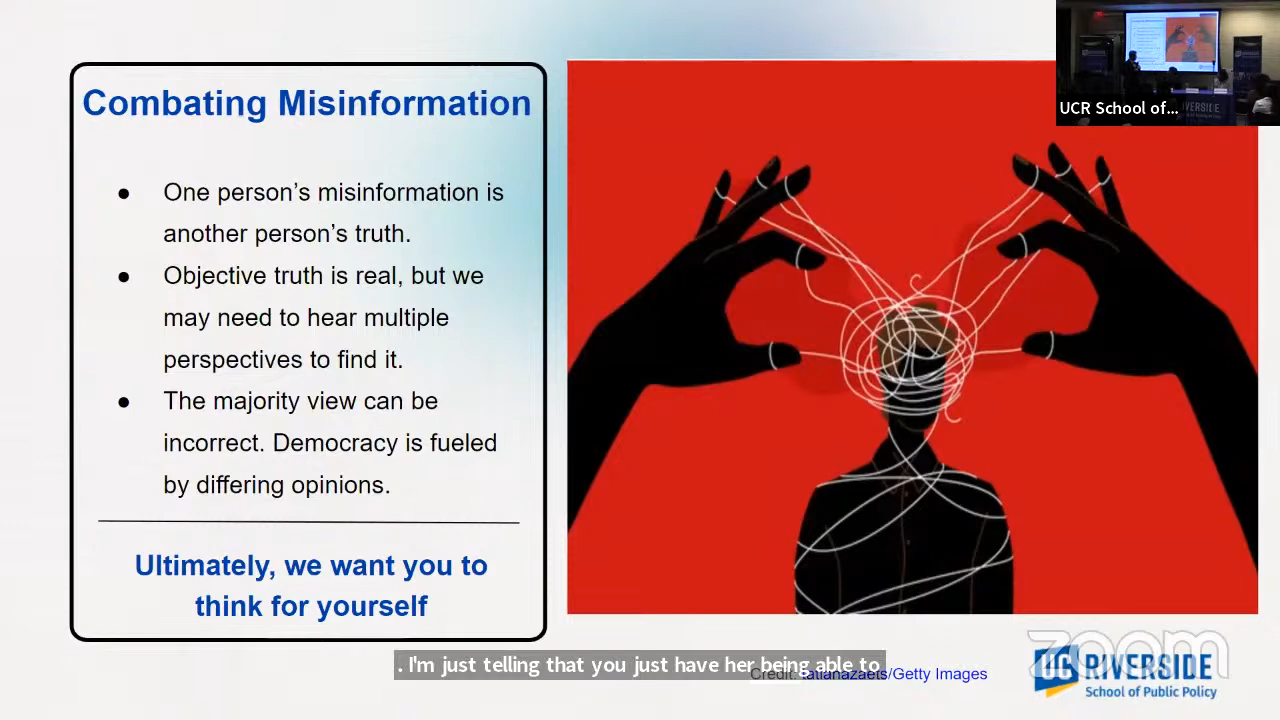 Combating Misinformation
● One person's misinformation is
another person's truth.
● Objective truth is real, but we
may need to hear multiple
perspectives to find it.
● The majority view can be
incorrect. Democracy is fueled
by differing opinions.
Ultimately, we want you to
think for yourself
UCR School of...
RIVERSIDE
. I'm just telling that you just have her being able to
Credit: tatianazaets/Getty Images
zoom
UC RIVERSIDE
School of Public Policy